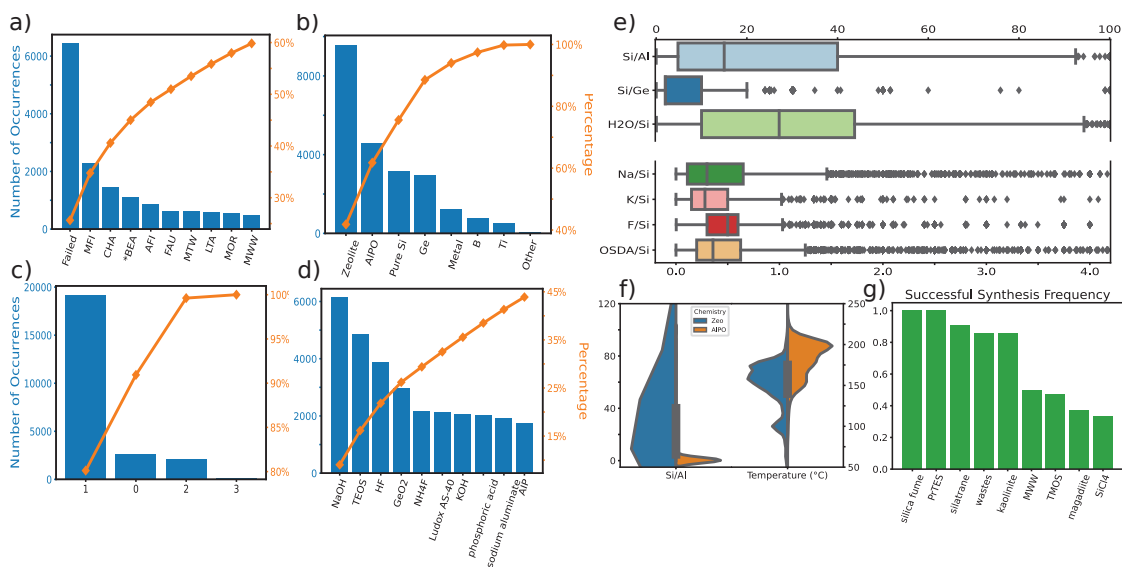 a)
Number of Occurrences
6000
4000
2000
0
60%
55%
45%
35%
25%
Failed
MFI
CHA
*BEA
AFI
FAU
MTW
LTA
MOR
MWW
b)
8000
6000
4000
2000
0
Percentage
100%
80%
60%
40%
Zeolite
AlPO
Pure Si
Ge
Metal
B
Ti
Other
c)
Number of Occurrences
20000
15000
10000
5000
0
100%
95%
90%
80%
1 0 2 3
d)
6000
4000
2000
0
Percentage
45%
35%
25%
15%
NaOH
TEOS
HF
GeO2
NH4F
Ludox AS-40
KOH
phosphoric acid
sodium aluminate
AlP
e)
0 20 40 60 80 100
Si/Al
Si/Ge
H2O/Si
Na/Si
K/Si
F/Si
OSDA/Si
0.0 1.0 2.0 3.0 4.0
f)
120
80
40
0
Chemistry
Zeo
AlPO
250
200
150
100
50
Si/Al Temperature (°C)
g)
Successful Synthesis Frequency
1.0
0.8
0.6
0.4
0.2
0.0
silica fume
PrTES
silatrane
wastes
kaolinite
MWW
TMOS
magadiite
SiCl4